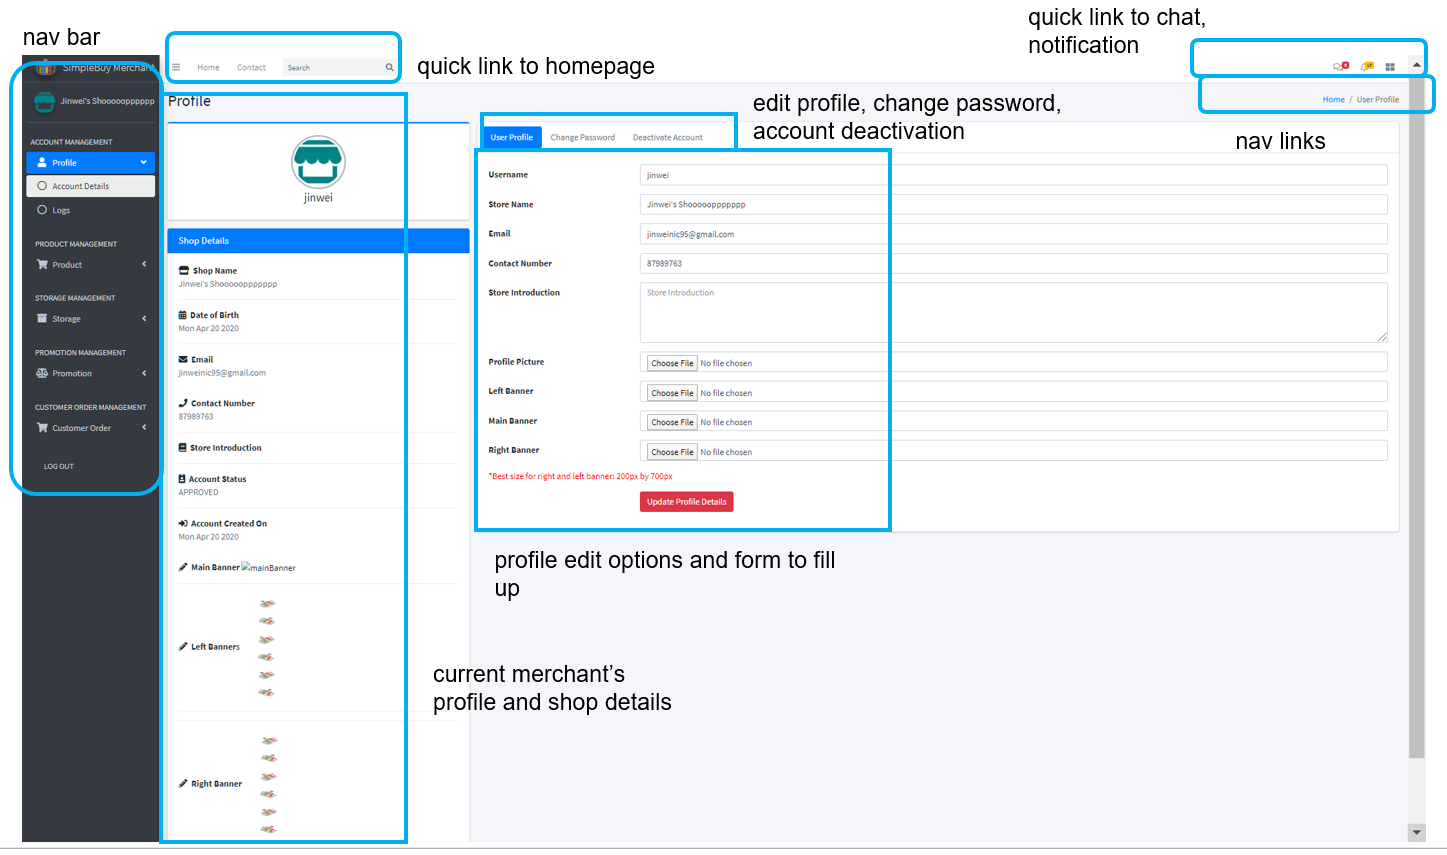 quick link to chat,
notification
nav bar
quick link to homepage
SimpleBuy Merchant
Home
Contact
Search
Jinwei's Shooooopppppp
Profile
Home / User Profile
edit profile, change password,
account deactivation
nav links
ACCOUNT MANAGEMENT
Profile
Account Details
Logs
PRODUCT MANAGEMENT
Product
STORAGE MANAGEMENT
Storage
PROMOTION MANAGEMENT
Promotion
CUSTOMER ORDER MANAGEMENT
Customer Order
LOG OUT
jinwei
Shop Details
Shop Name
Jinwei's Shooooopppppp
Date of Birth
Mon Apr 20 2020
Email
jinweinic95@gmail.com
Contact Number
87989763
Store Introduction
Account Status
APPROVED
Account Created On
Mon Apr 20 2020
Main Banner mainBanner
Left Banners
Right Banner
User Profile
Change Password
Deactivate Account
Username
jinwei
Store Name
Jinwei's Shooooopppppp
Email
jinweinic95@gmail.com
Contact Number
87989763
Store Introduction
Store Introduction
Profile Picture
Choose File No file chosen
Left Banner
Choose File No file chosen
Main Banner
Choose File No file chosen
Right Banner
Choose File No file chosen
*Best size for right and left banner: 200px by 700px
Update Profile Details
profile edit options and form to fill
up
current merchant's
profile and shop details